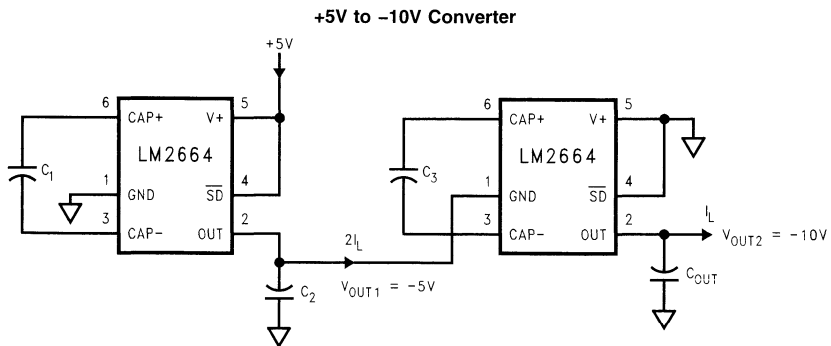 +5V to −10V Converter
+5V
6 CAP+ V+ 5
LM2664
C1
1 GND SD 4
3 CAP- OUT 2
2IL
VOUT1 = -5V
C2
6 CAP+ V+ 5
LM2664
C3
1 GND SD 4
3 CAP- OUT 2
IL
VOUT2 = -10V
COUT